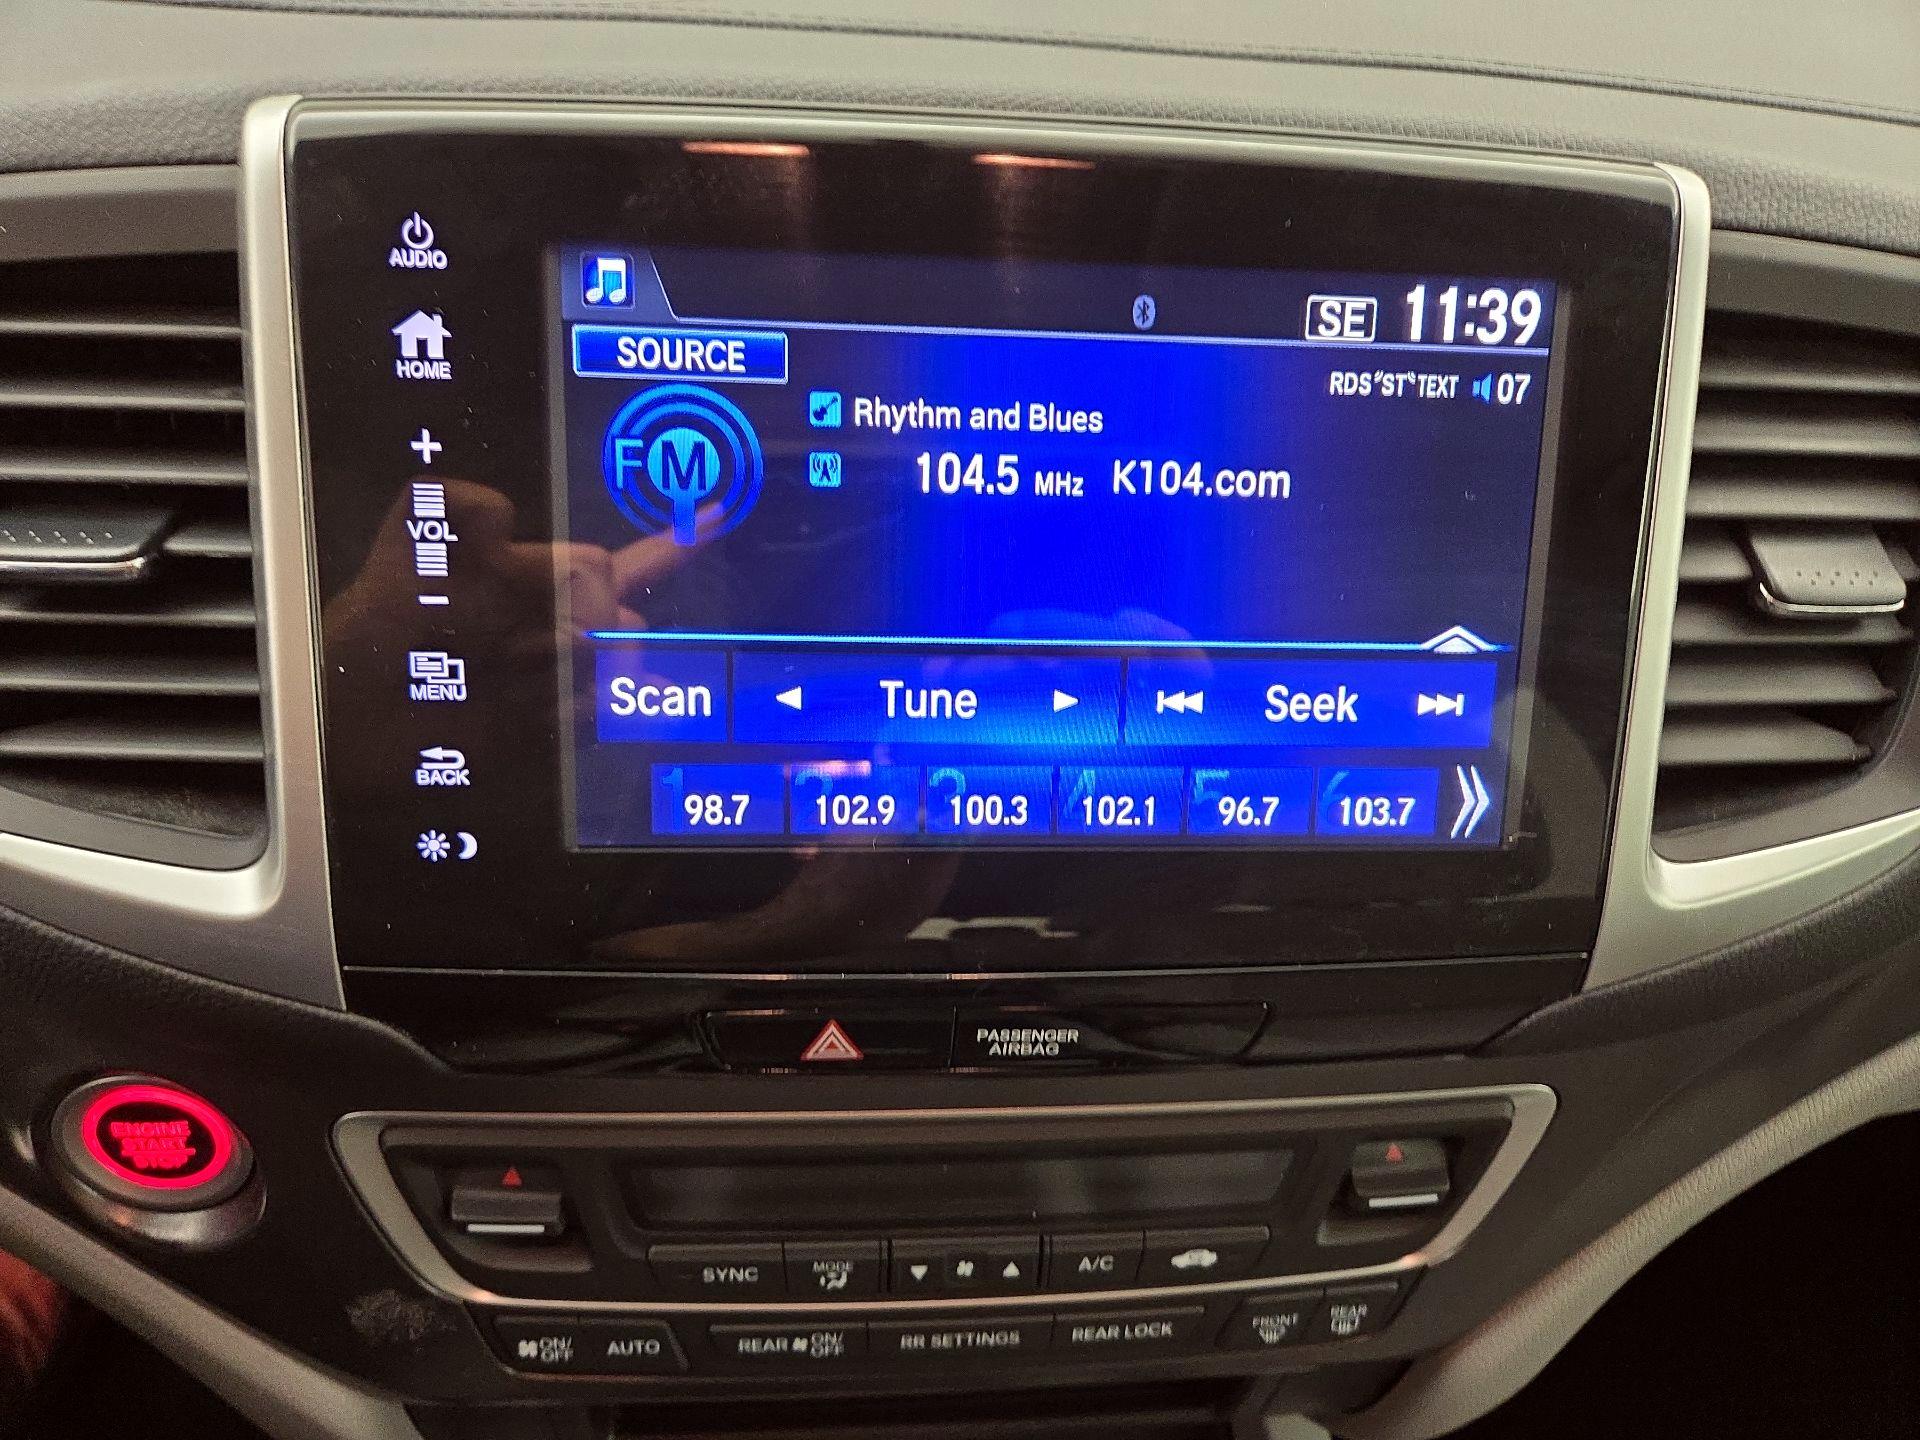 AUDIO
HOME
+
VOL
-
MENU
BACK
SE 11:39
SOURCE
RDS "ST" TEXT 07
FM
Rhythm and Blues
104.5 MHz K104.com
Scan Tune Seek
1 98.7 2 102.9 3 100.3 4 102.1 5 96.7 6 103.7
PASSENGER
AIRBAG
ENGINE
START
STOP
SYNC MODE A/C
ON/OFF AUTO REAR ON/OFF RR SETTINGS REAR LOCK FRONT REAR